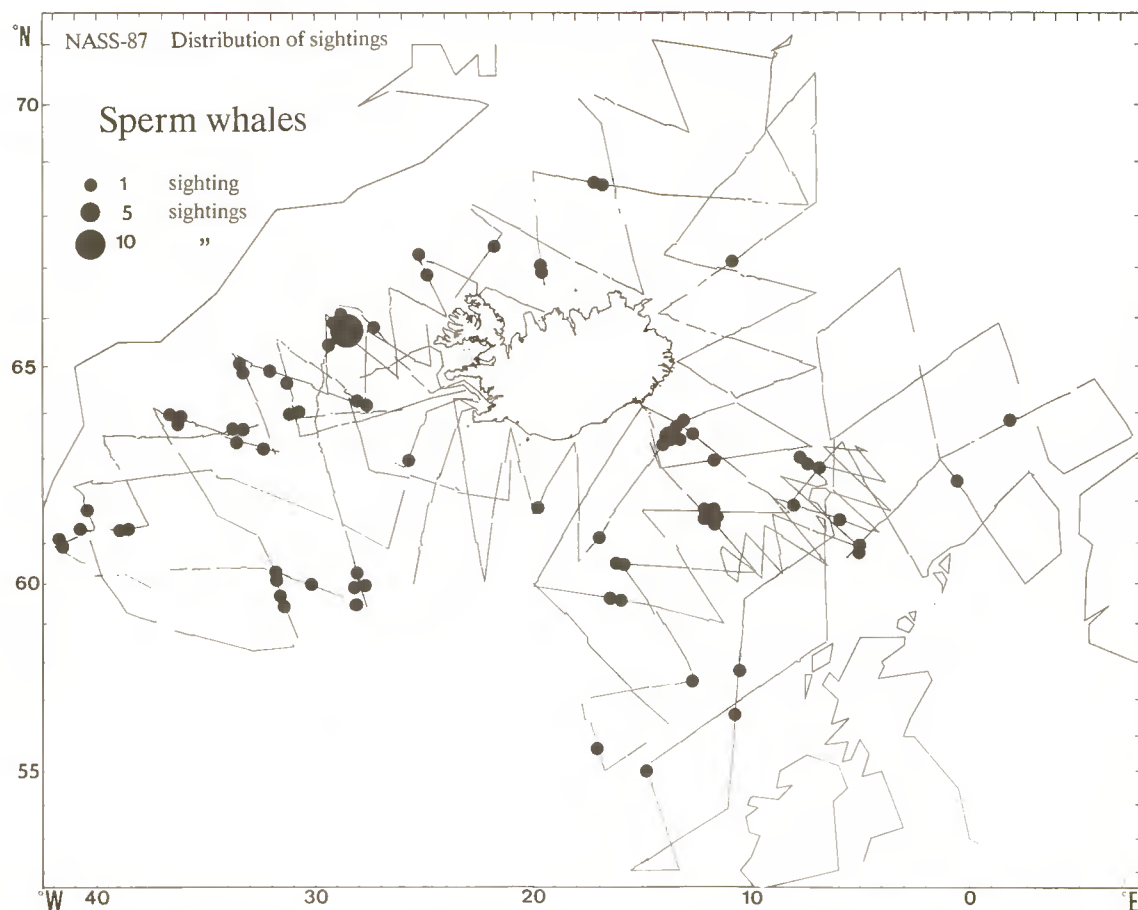 °N
NASS-87 Distribution of sightings
70
Sperm whales
1 sighting
5 sightings
10 ”
65
60
55
°W 40 30 20 10 0 °E